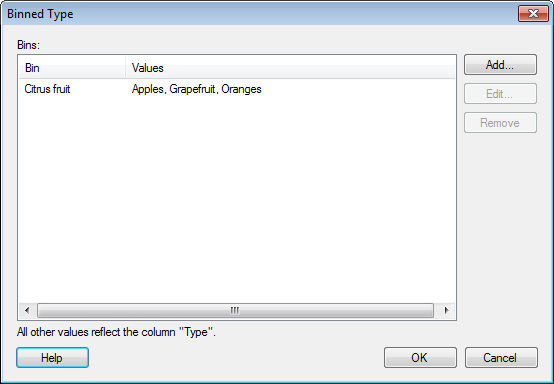 Binned Type
Bins:
Bin Values
Citrus fruit Apples, Grapefruit, Oranges
Add...
Edit...
Remove
All other values reflect the column "Type".
Help OK Cancel